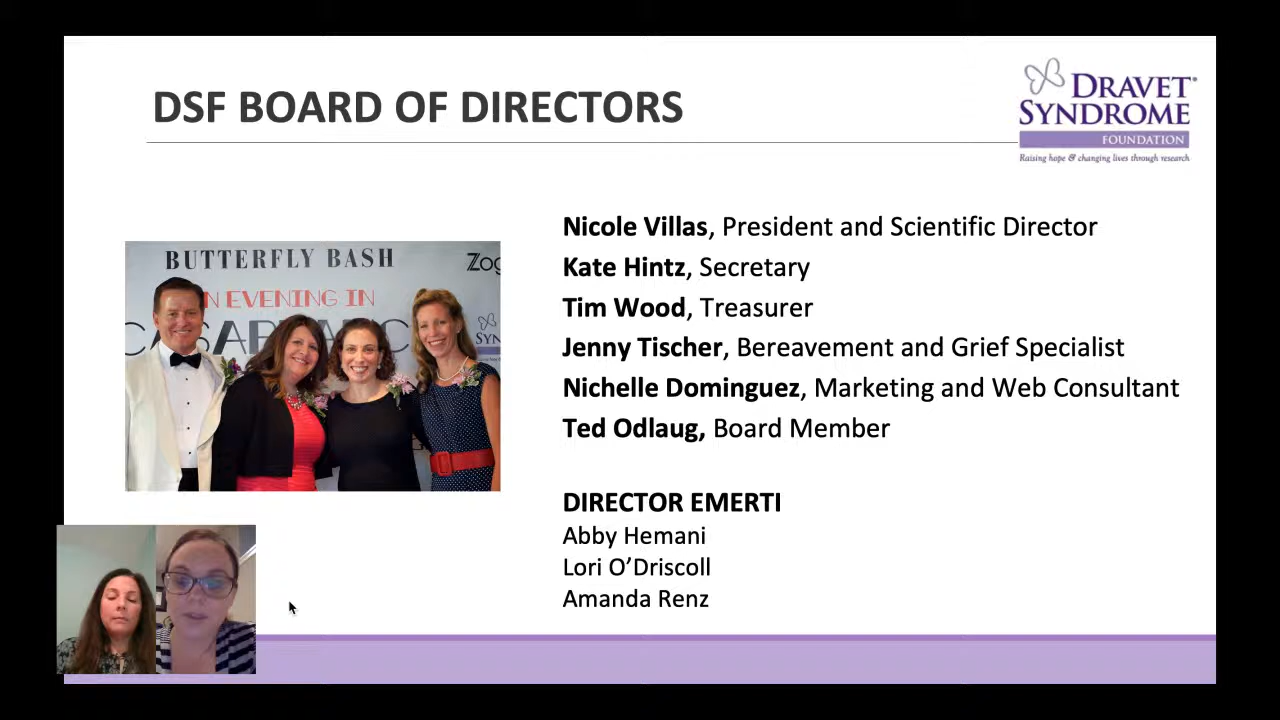 DSF BOARD OF DIRECTORS
DRAVET®
SYNDROME
FOUNDATION
Raising hope & changing lives through research
Nicole Villas, President and Scientific Director
Kate Hintz, Secretary
Tim Wood, Treasurer
Jenny Tischer, Bereavement and Grief Specialist
Nichelle Dominguez, Marketing and Web Consultant
Ted Odlaug, Board Member
BUTTERFLY BASH
Zog
N EVENING IN
SYN
DIRECTOR EMERTI
Abby Hemani
Lori O’Driscoll
Amanda Renz